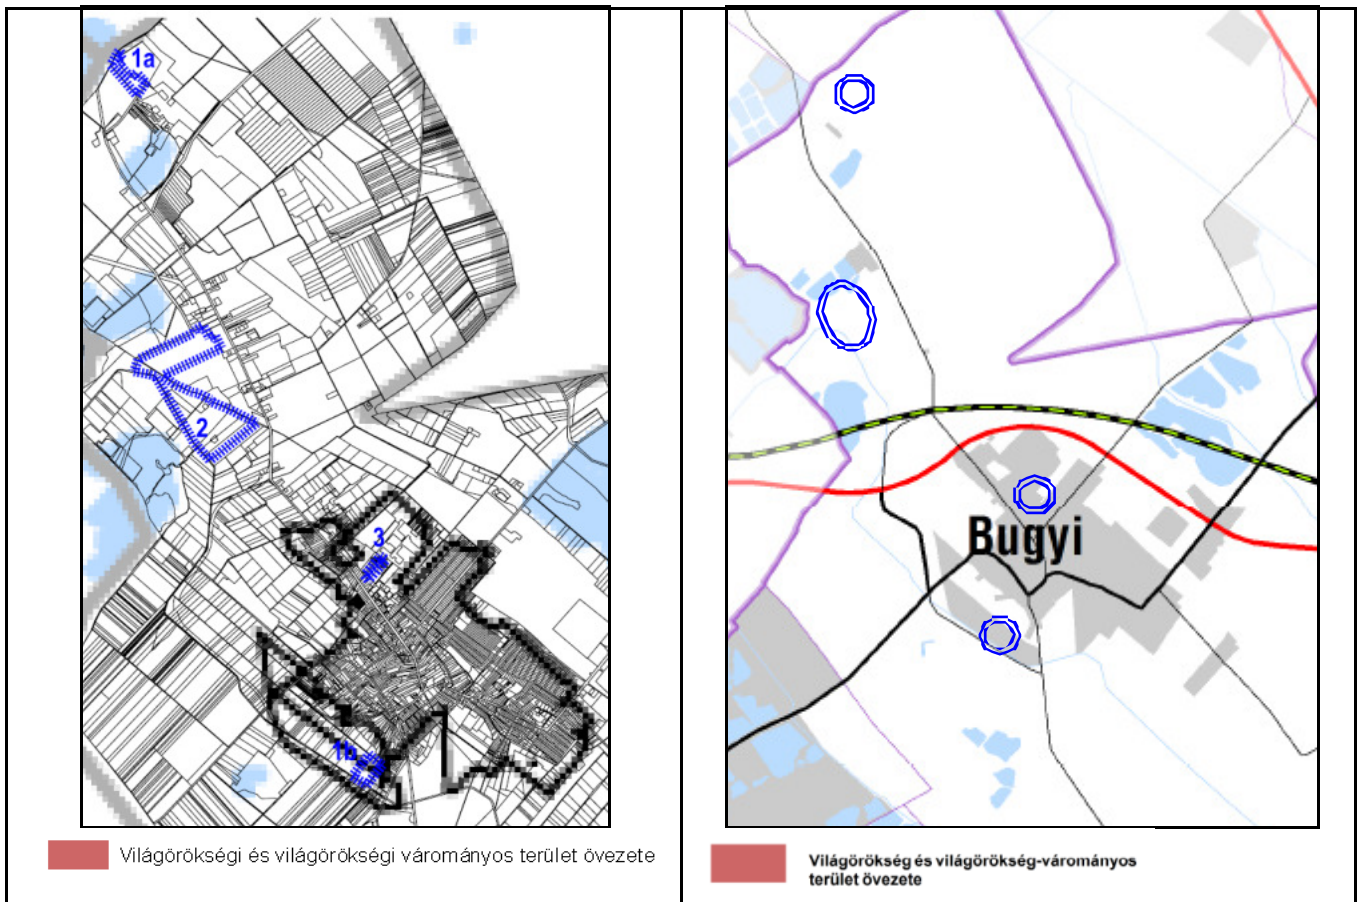 1a
2
3
1b
Világörökségi és világörökségi várományos terület övezete
Bugyi
Világörökség és világörökség-várományos
terület övezete